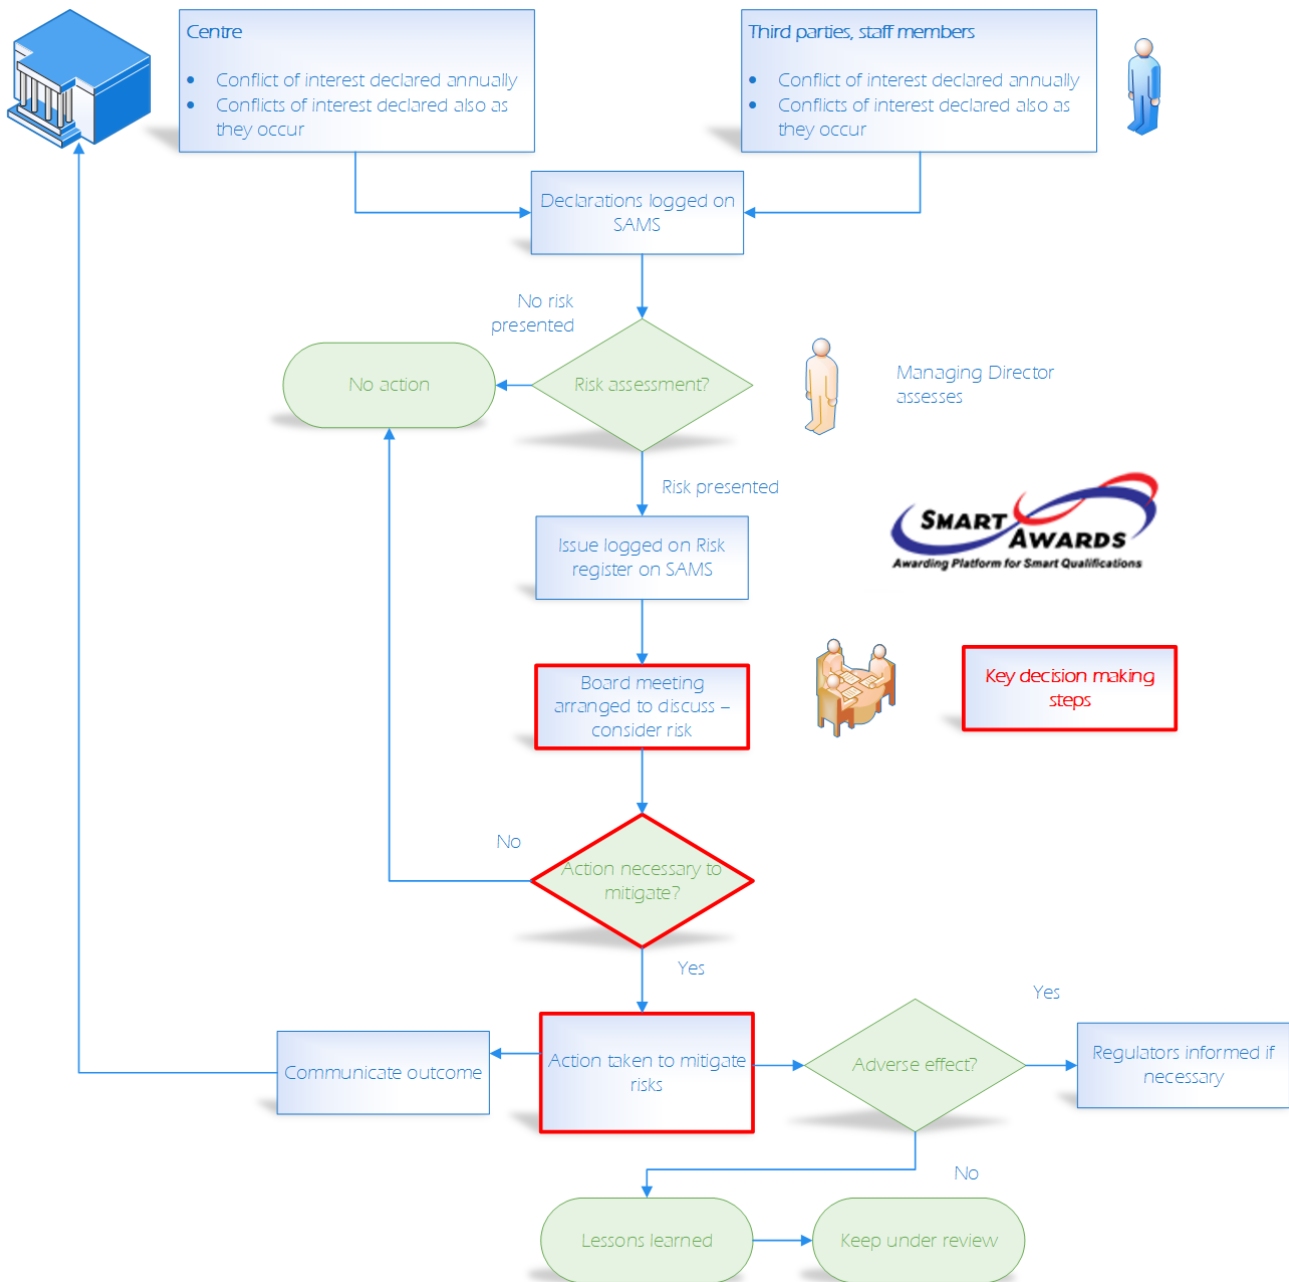 Centre
• Conflict of interest declared annually
• Conflicts of interest declared also as
they occur
Third parties, staff members
• Conflict of interest declared annually
• Conflicts of interest declared also as
they occur
Declarations logged on
SAMS
No risk
presented
No action
Risk assessment?
Managing Director
assesses
Risk presented
Issue logged on Risk
register on SAMS
SMART
AWARDS
Awarding Platform for Smart Qualifications
Board meeting
arranged to discuss –
consider risk
Key decision making
steps
No
Action necessary to
mitigate?
Yes
Communicate outcome
Action taken to mitigate
risks
Adverse effect?
Yes
Regulators informed if
necessary
No
Lessons learned
Keep under review